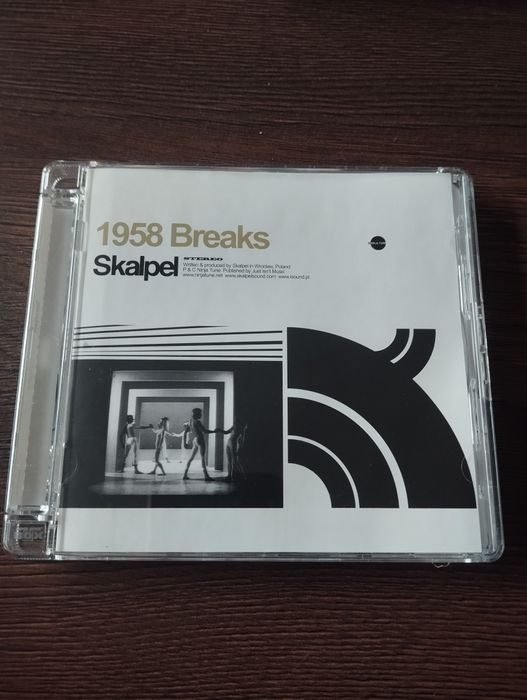 1958 Breaks
Skalpel
STEREO
Written & produced by Skalpel in Wroclaw, Poland
P & C Ninja Tune Published by Just Isn't Music
www.ninjatune.net www.skalpelsound.com www.isound.pl